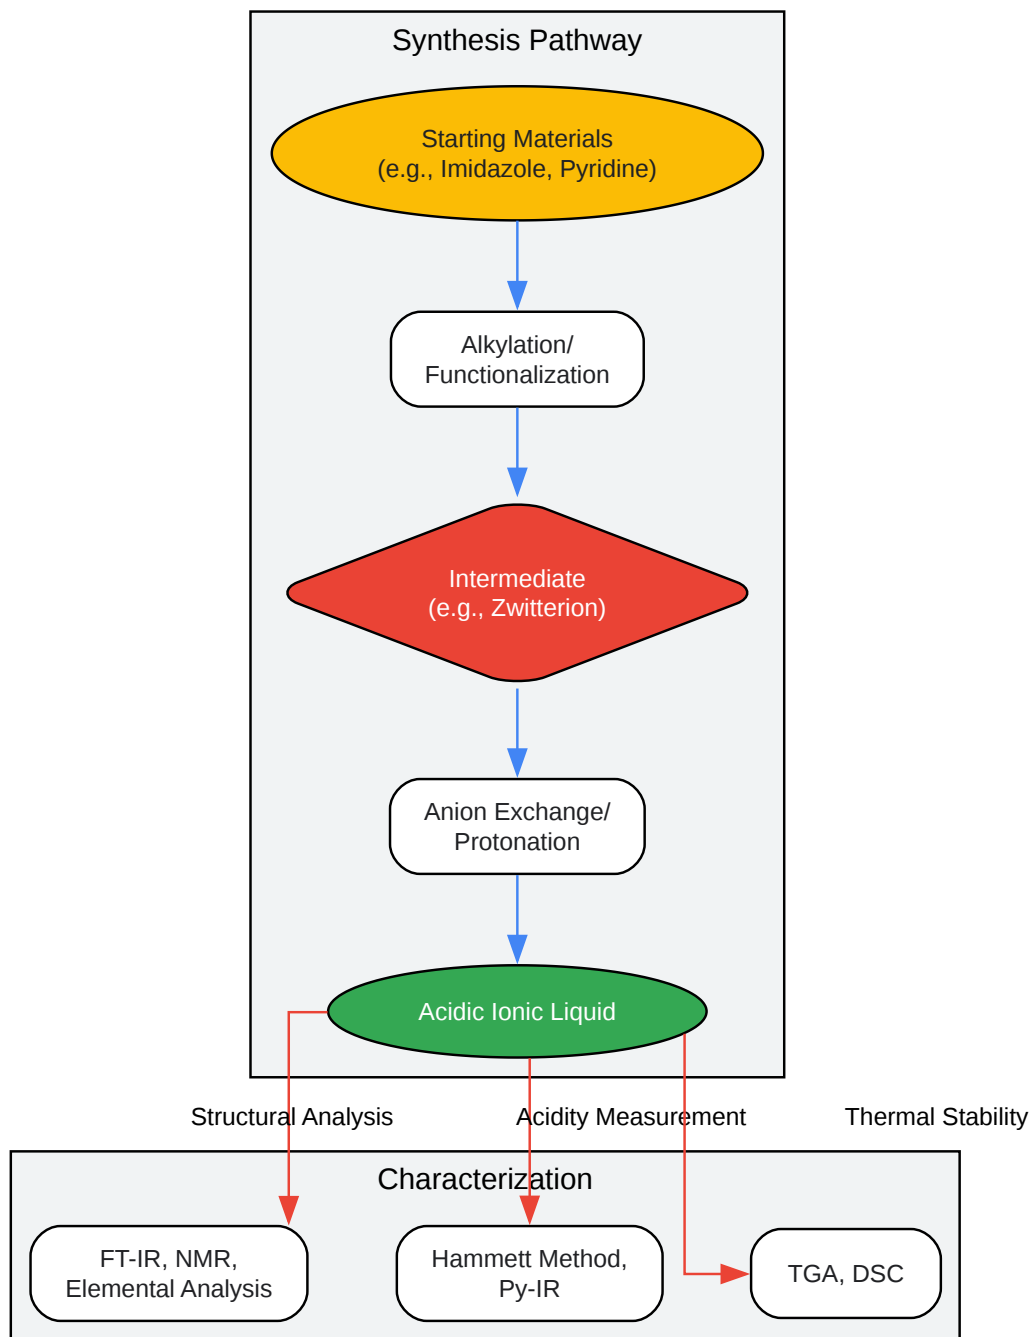 Synthesis Pathway
Starting Materials
(e.g., Imidazole, Pyridine)
Alkylation/
Functionalization
Intermediate
(e.g., Zwitterion)
Anion Exchange/
Protonation
Acidic Ionic Liquid
Structural Analysis
Acidity Measurement
Thermal Stability
Characterization
FT-IR, NMR,
Elemental Analysis
Hammett Method,
Py-IR
TGA, DSC